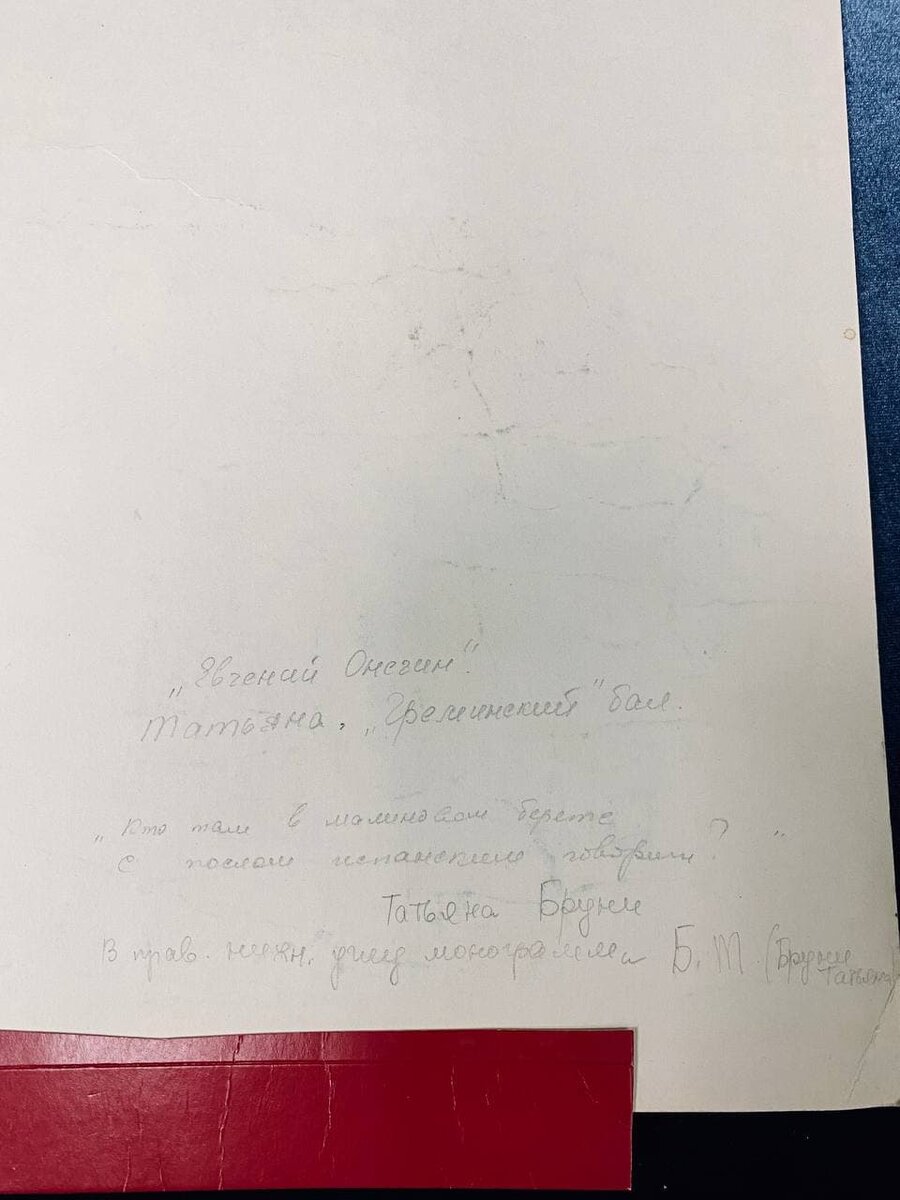 „Евгений Онегин“.
Татьяна, „Греминский“ бал.
„Кто там в малиновом берете
с послом испанским говорит? “
Татьяна Бруни
В прав. нижн. углу монограмма Б.Т. (Бруни
Татьяна)